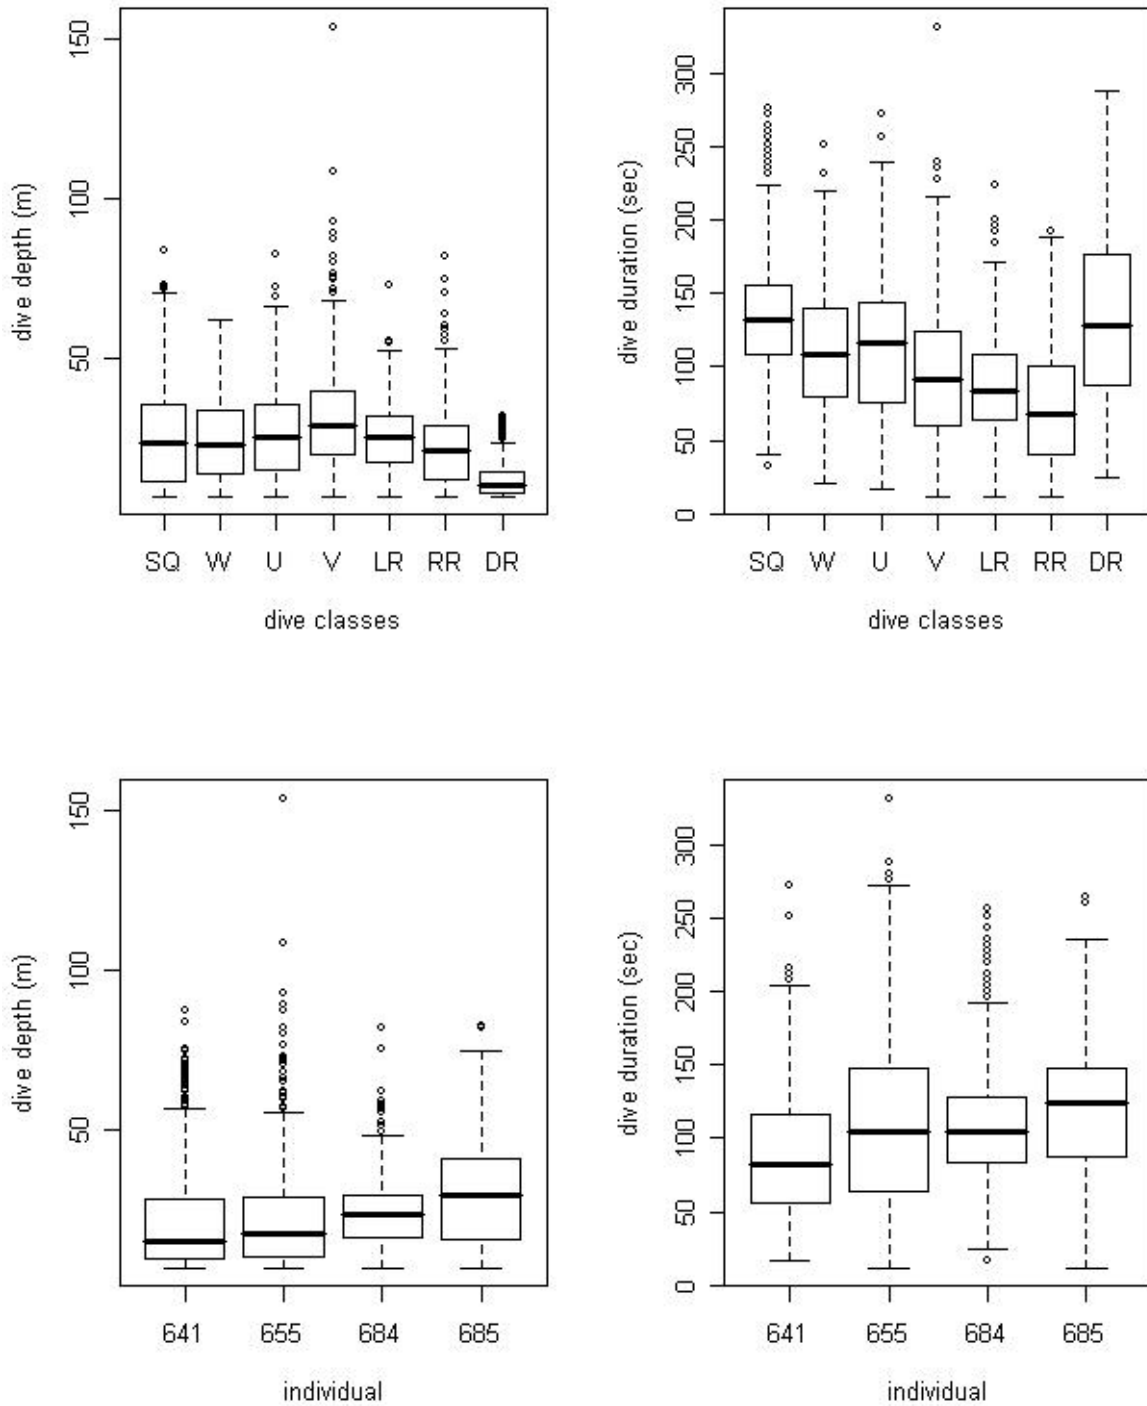 dive depth (m)
150
100
50
SQ W U V LR RR DR
dive classes
dive duration (sec)
300
250
200
150
100
50
0
SQ W U V LR RR DR
dive classes
dive depth (m)
150
100
50
641 655 684 685
individual
dive duration (sec)
300
250
200
150
100
50
0
641 655 684 685
individual